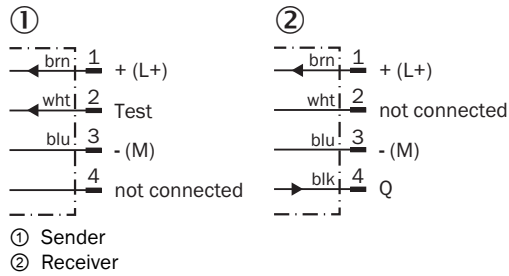 ①
brn 1 + (L+)
wht 2 Test
blu 3 - (M)
4 not connected
②
brn 1 + (L+)
wht 2 not connected
blu 3 - (M)
blk 4 Q
① Sender
② Receiver